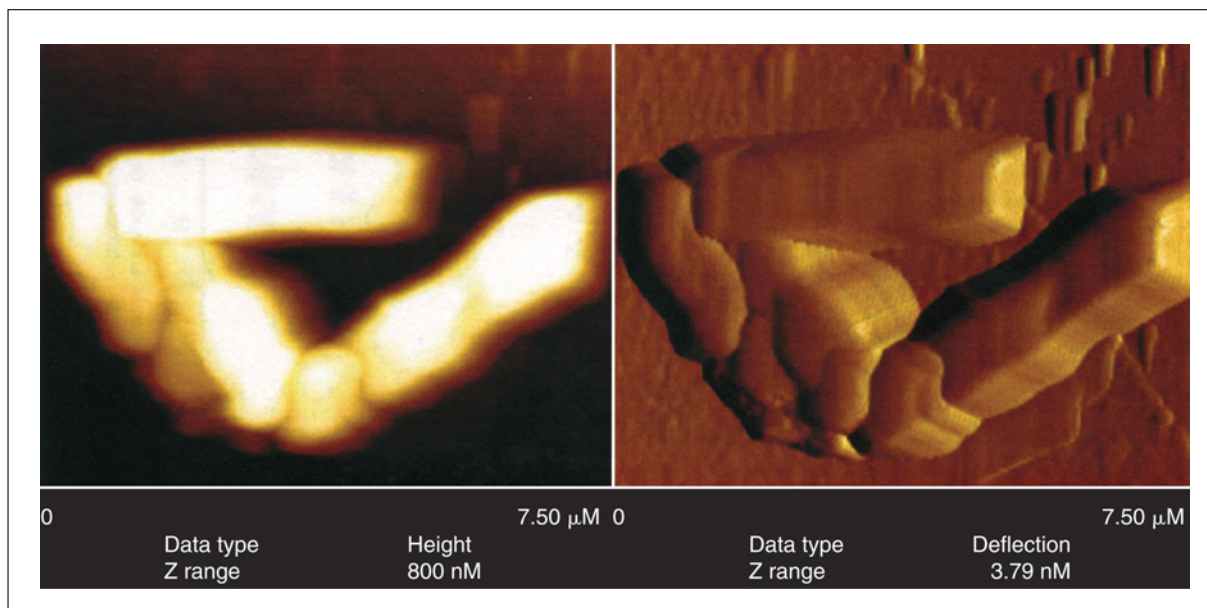 0 7.50 μM 0 7.50 μM
Data type Height Data type Deflection
Z range 800 nM Z range 3.79 nM